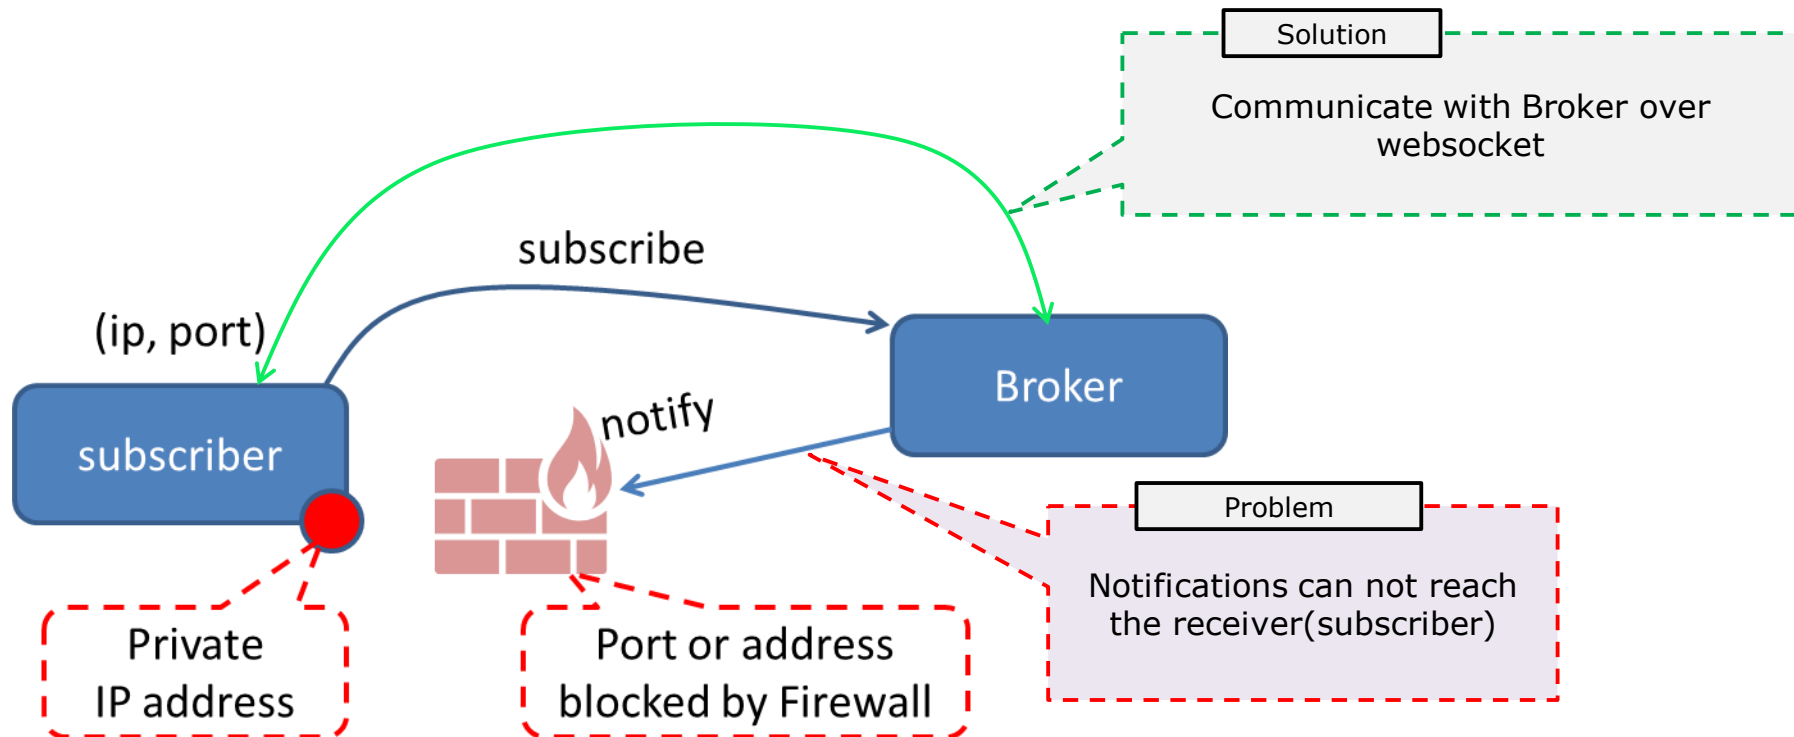 Solution
Communicate with Broker over
websocket
subscribe
(ip, port)
Broker
notify
subscriber
Problem
Notifications can not reach
the receiver(subscriber)
Private
IP address
Port or address
blocked by Firewall